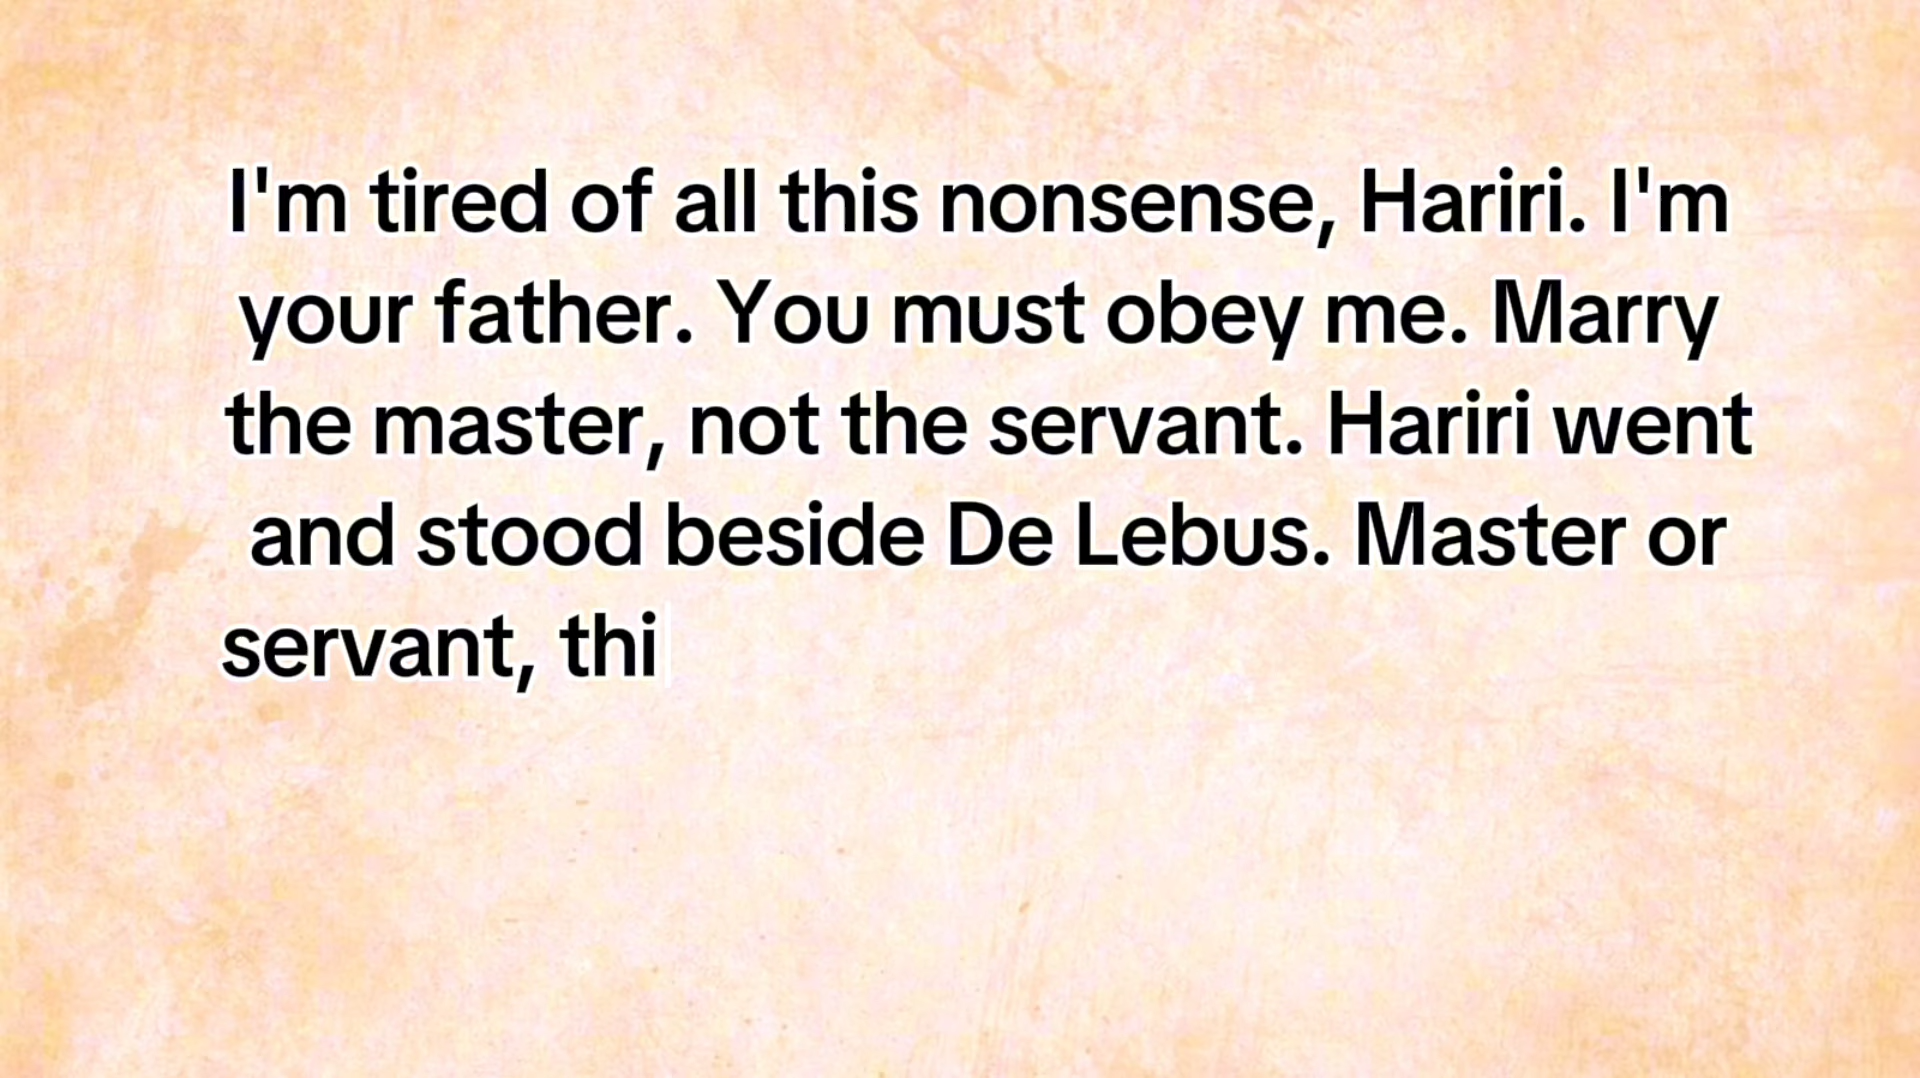 I'm tired of all this nonsense, Hariri. I'm
your father. You must obey me. Marry
the master, not the servant. Hariri went
and stood beside De Lebus. Master or
servant, thi